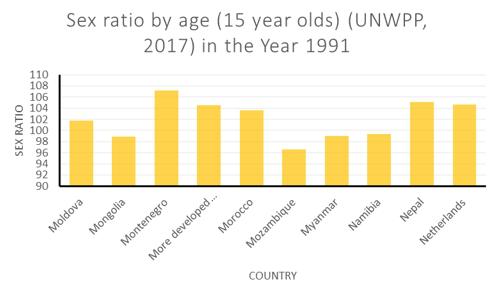 Sex ratio by age (15 year olds) (UNWPP,
2017) in the Year 1991
SEX RATIO
110
108
106
104
102
100
98
96
94
92
90
Moldova
Mongolia
Montenegro
More developed…
Morocco
Mozambique
Myanmar
Namibia
Nepal
Netherlands
COUNTRY